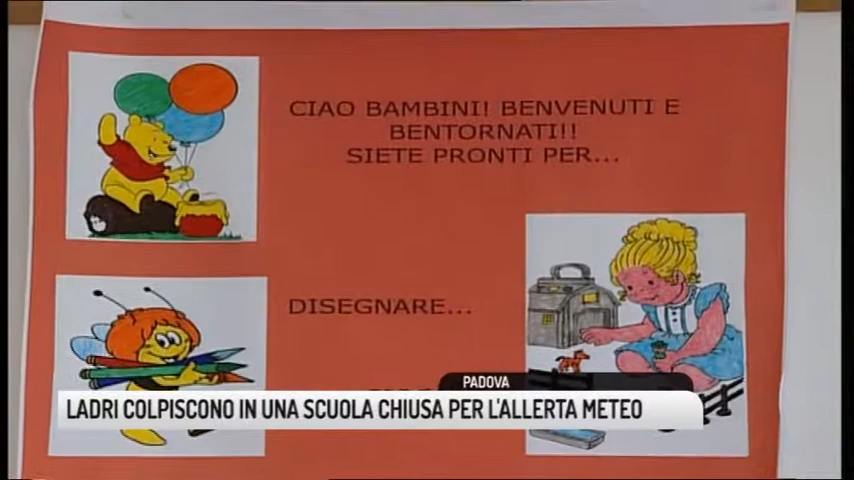 CIAO BAMBINI! BENVENUTI E
BENTORNATI!!
SIETE PRONTI PER...
DISEGNARE...
PADOVA
LADRI COLPISCONO IN UNA SCUOLA CHIUSA PER L'ALLERTA METEO